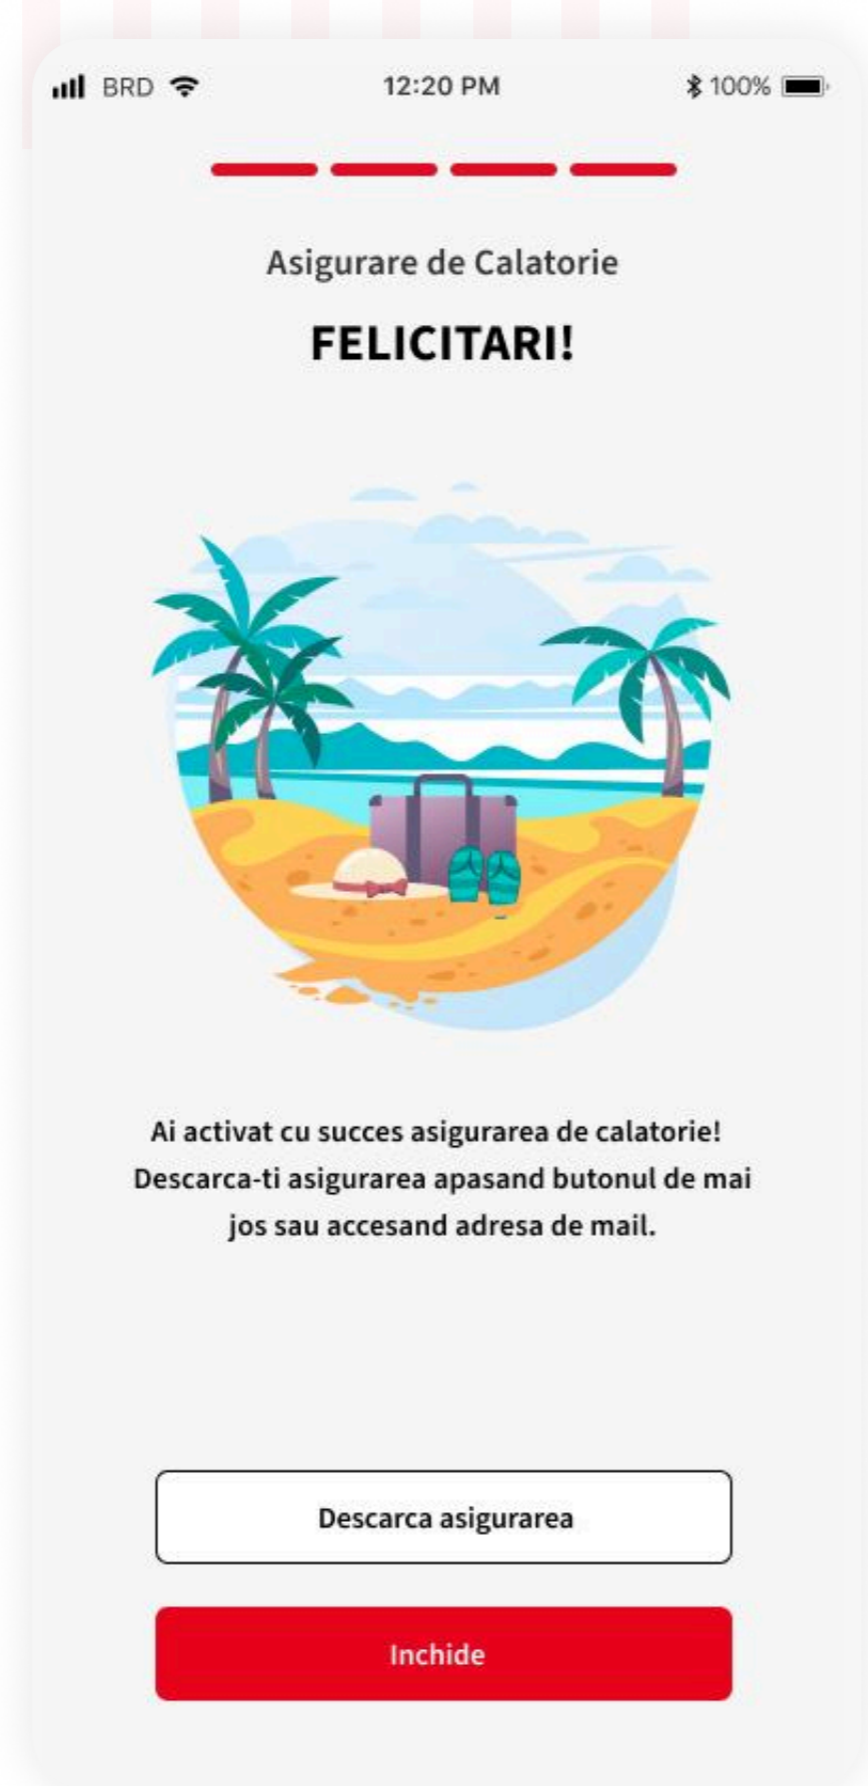 BRD 12:20 PM 100%
Asigurare de Calatorie
FELICITARI!
Ai activat cu succes asigurarea de calatorie!
Descarca-ti asigurarea apasand butonul de mai
jos sau accesand adresa de mail.
Descarca asigurarea
Inchide